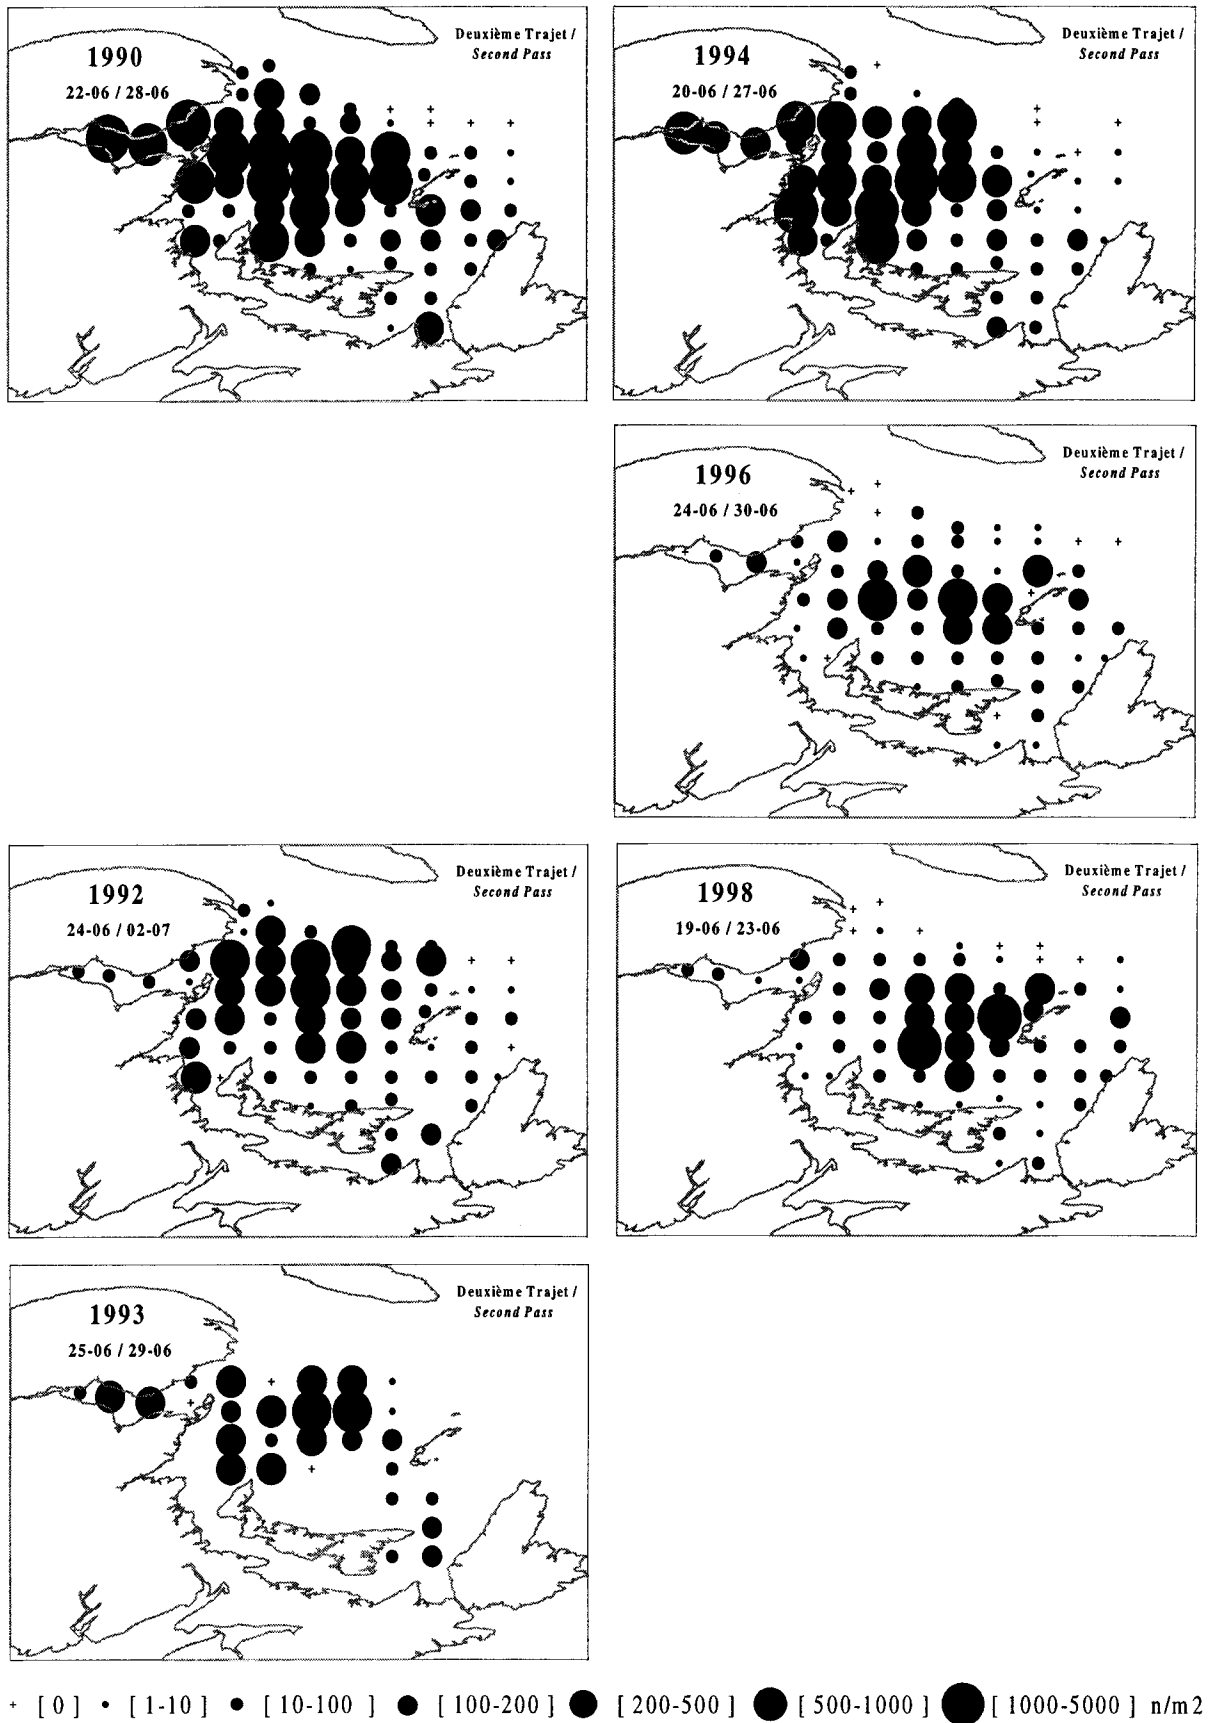 1990
22-06 / 28-06
Deuxième Trajet /
Second Pass
1994
20-06 / 27-06
Deuxième Trajet /
Second Pass
1996
24-06 / 30-06
Deuxième Trajet /
Second Pass
1992
24-06 / 02-07
Deuxième Trajet /
Second Pass
1998
19-06 / 23-06
Deuxième Trajet /
Second Pass
1993
25-06 / 29-06
Deuxième Trajet /
Second Pass
+ [ 0 ] • [ 1-10 ] ● [ 10-100 ] ● [ 100-200 ] ● [ 200-500 ] ● [ 500-1000 ] ● [ 1000-5000 ] n/m2